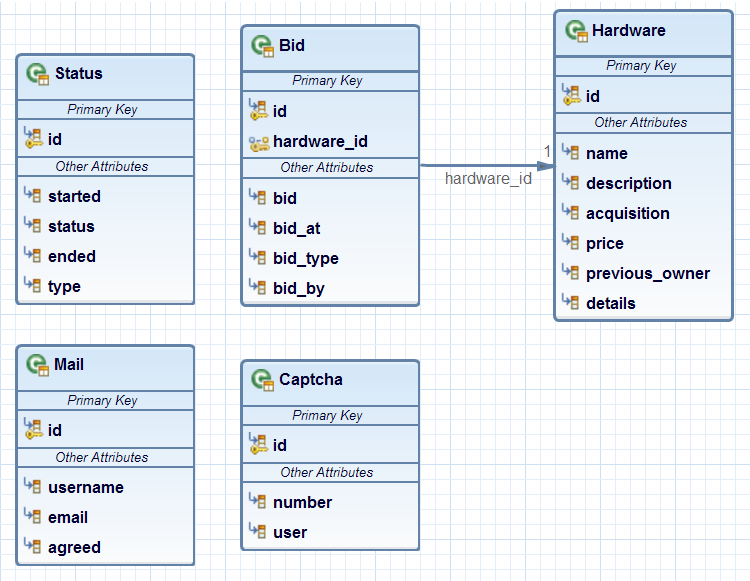 Status
Primary Key
id
Other Attributes
started
status
ended
type
Bid
Primary Key
id
hardware_id
Other Attributes
bid
bid_at
bid_type
bid_by
1
hardware_id
Hardware
Primary Key
id
Other Attributes
name
description
acquisition
price
previous_owner
details
Mail
Primary Key
id
Other Attributes
username
email
agreed
Captcha
Primary Key
id
Other Attributes
number
user